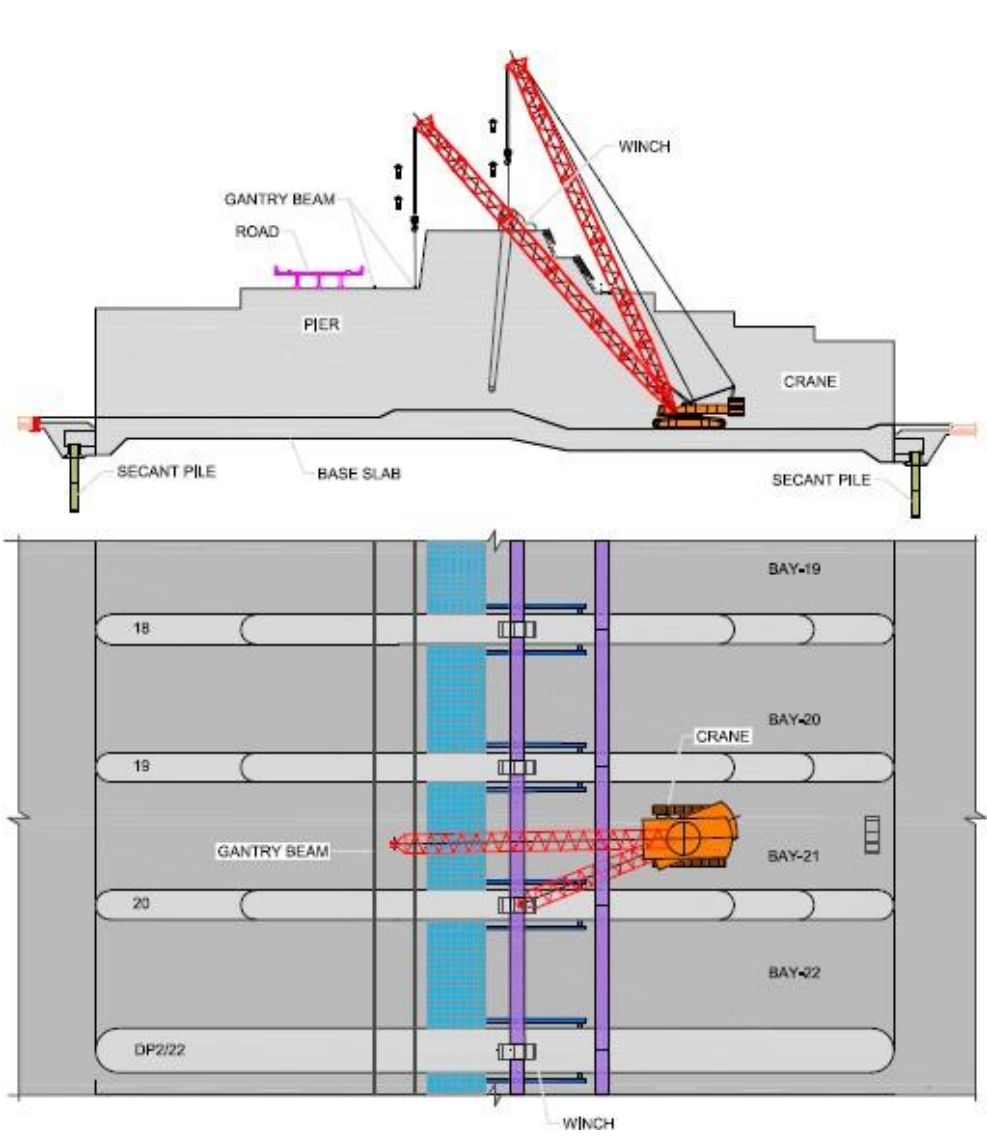 WINCH
GANTRY BEAM
ROAD
PIER
CRANE
SECANT PILE
BASE SLAB
SECANT PILE
BAY-19
18
BAY-20
CRANE
19
GANTRY BEAM
BAY-21
20
BAY-22
DP2/22
WINCH